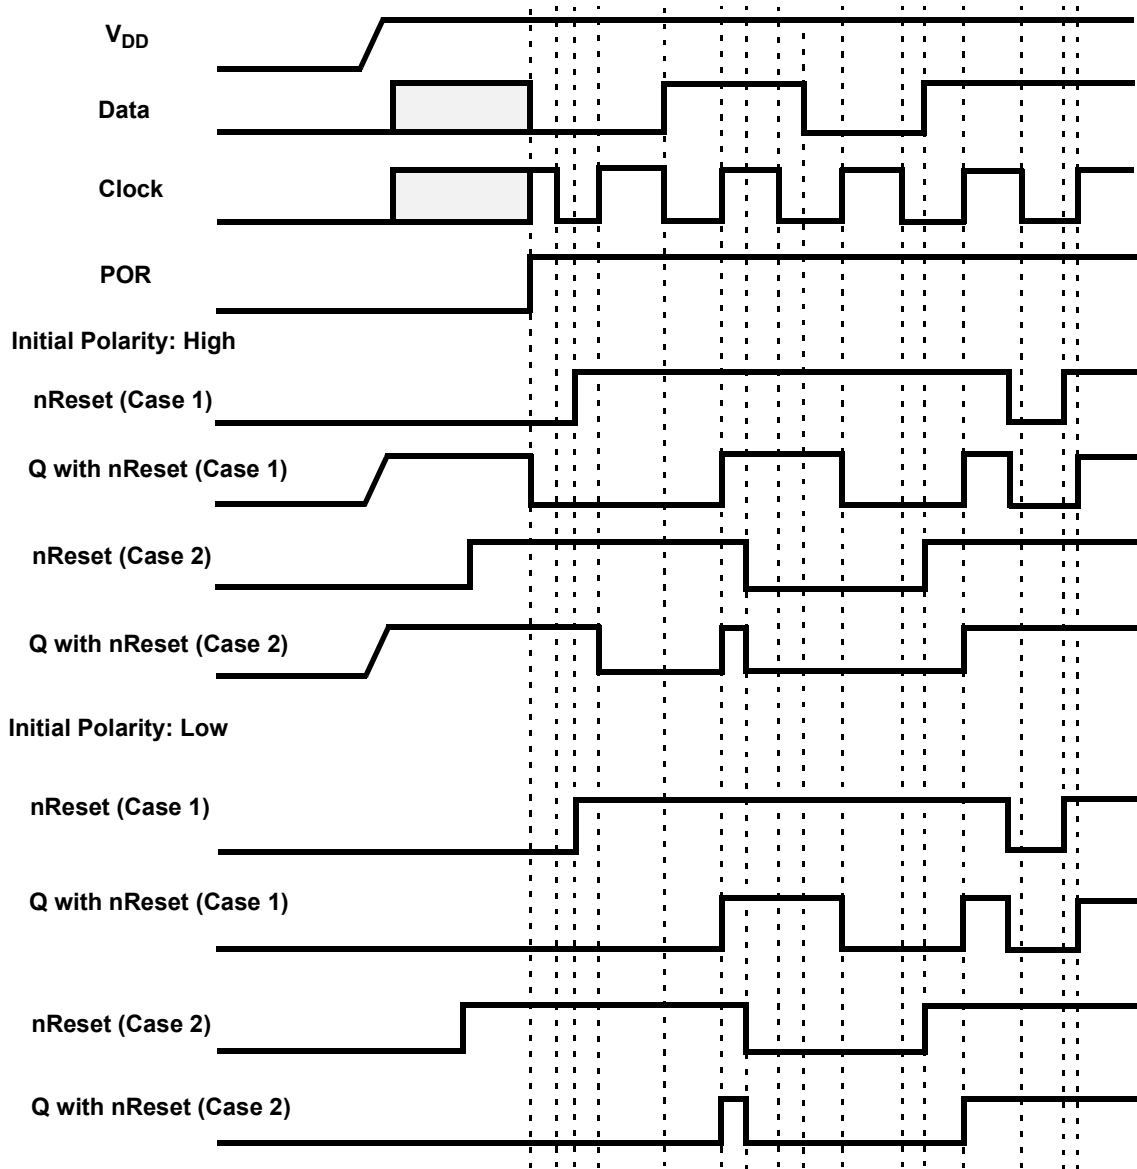 VDD
Data
Clock
POR
Initial Polarity: High
nReset (Case 1)
Q with nReset (Case 1)
nReset (Case 2)
Q with nReset (Case 2)
Initial Polarity: Low
nReset (Case 1)
Q with nReset (Case 1)
nReset (Case 2)
Q with nReset (Case 2)